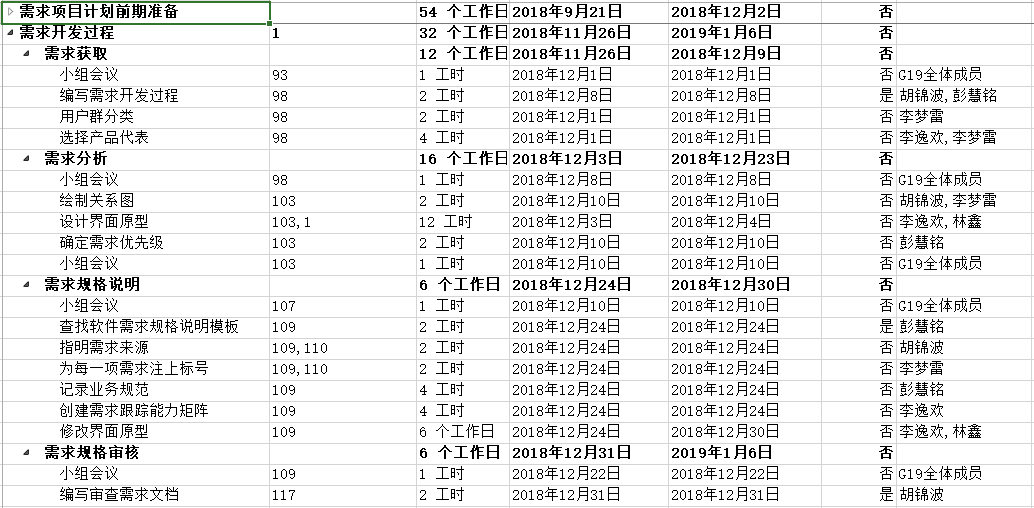 需求项目计划前期准备 54 个工作日 2018年9月21日 2018年12月2日 否
需求开发过程 1 32 个工作日 2018年11月26日 2019年1月6日 否
需求获取 12 个工作日 2018年11月26日 2018年12月9日 否
小组会议 93 1 工时 2018年12月1日 2018年12月1日 否 G19全体成员
编写需求开发过程 98 2 工时 2018年12月8日 2018年12月8日 是 胡锦波,彭慧铭
用户群分类 98 2 工时 2018年12月1日 2018年12月1日 否 李梦雷
选择产品代表 98 4 工时 2018年12月1日 2018年12月1日 否 李逸欢,李梦雷
需求分析 16 个工作日 2018年12月3日 2018年12月23日 否
小组会议 98 1 工时 2018年12月8日 2018年12月8日 否 G19全体成员
绘制关系图 103 2 工时 2018年12月10日 2018年12月10日 否 胡锦波,李梦雷
设计界面原型 103,1 12 工时 2018年12月3日 2018年12月4日 否 李逸欢,林鑫
确定需求优先级 103 2 工时 2018年12月10日 2018年12月10日 否 彭慧铭
小组会议 103 1 工时 2018年12月10日 2018年12月10日 否 G19全体成员
需求规格说明 6 个工作日 2018年12月24日 2018年12月30日 否
小组会议 107 1 工时 2018年12月10日 2018年12月10日 否 G19全体成员
查找软件需求规格说明模板 109 2 工时 2018年12月24日 2018年12月24日 是 彭慧铭
指明需求来源 109,110 2 工时 2018年12月24日 2018年12月24日 否 胡锦波
为每一项需求注上标号 109,110 2 工时 2018年12月24日 2018年12月24日 否 李梦雷
记录业务规范 109 4 工时 2018年12月24日 2018年12月24日 否 彭慧铭
创建需求跟踪能力矩阵 109 4 工时 2018年12月24日 2018年12月24日 否 李逸欢
修改界面原型 109 6 个工作日 2018年12月24日 2018年12月30日 否 李逸欢,林鑫
需求规格审核 6 个工作日 2018年12月31日 2019年1月6日 否
小组会议 109 1 工时 2018年12月22日 2018年12月22日 否 G19全体成员
编写审查需求文档 117 2 工时 2018年12月31日 2018年12月31日 是 胡锦波